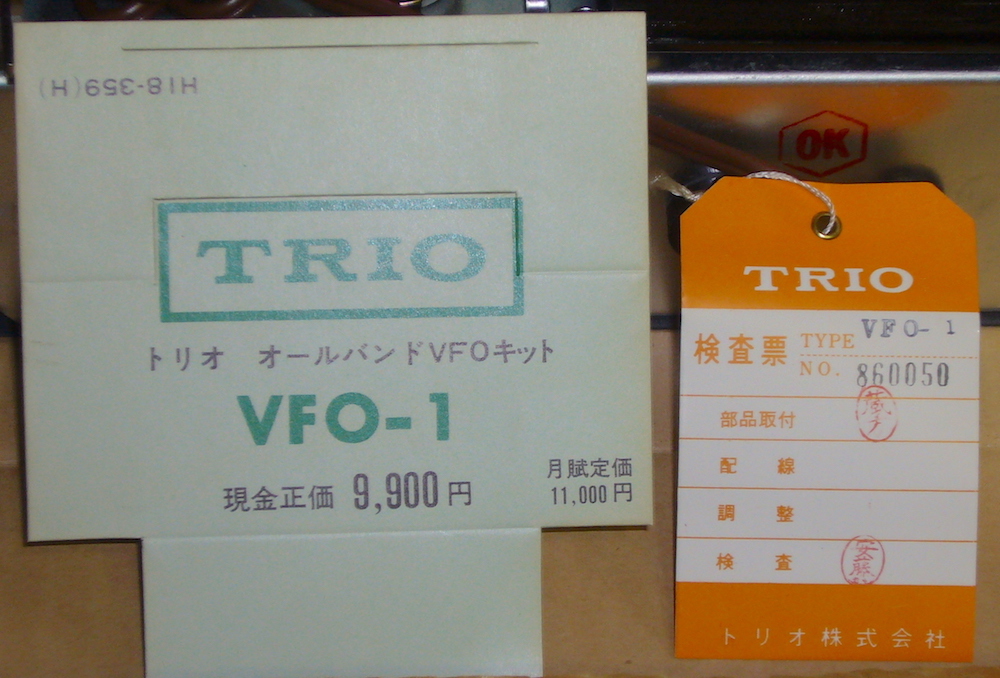 H18-359(H)
TRIO
トリオ オールバンドVFOキット
VFO-1
現金正価 9,900円
月賦定価
11,000円
OK
TRIO
検査票
TYPE VFO-1
NO. 860050
部品取付
配線
調整
検査 安藤
トリオ株式会社